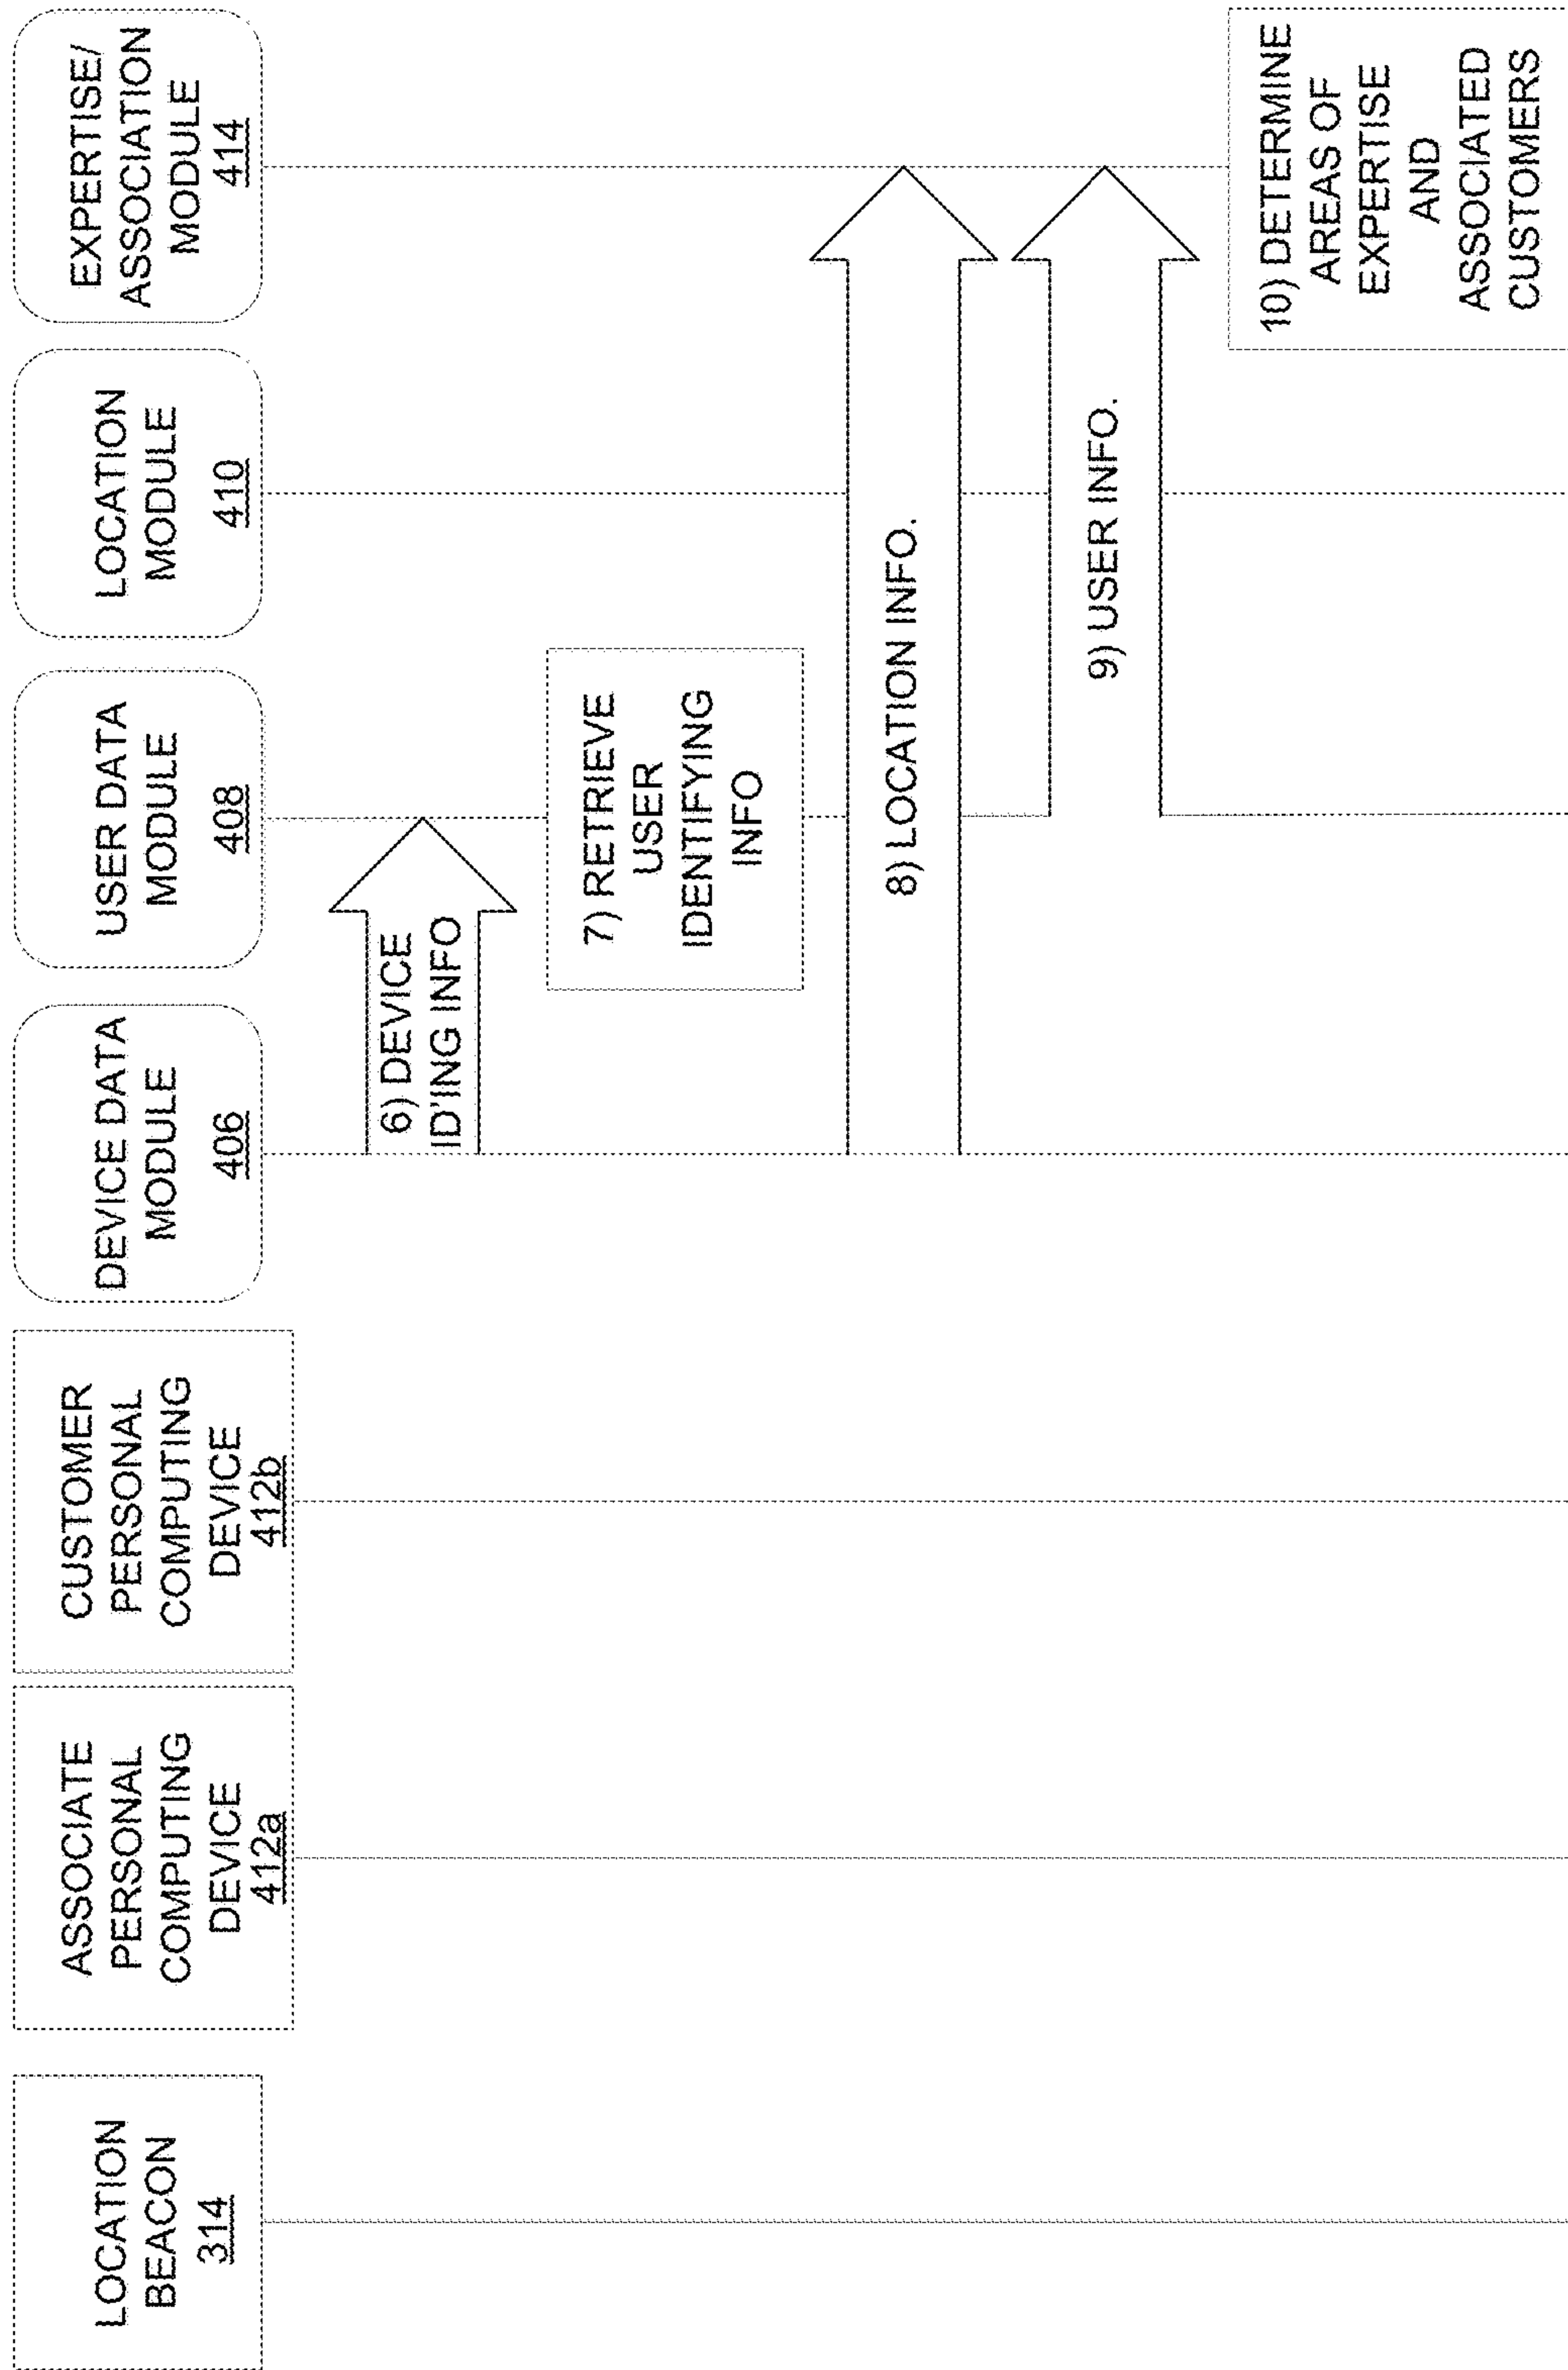 LOCATION
BEACON
314
ASSOCIATE
PERSONAL
COMPUTING
DEVICE
412a
CUSTOMER
PERSONAL
COMPUTING
DEVICE
412b
DEVICE DATA
MODULE
406
USER DATA
MODULE
408
LOCATION
MODULE
410
EXPERTISE/
ASSOCIATION
MODULE
414
6) DEVICE
ID'ING INFO
7) RETRIEVE
USER
IDENTIFYING
INFO
8) LOCATION INFO.
9) USER INFO.
10) DETERMINE
AREAS OF
EXPERTISE
AND
ASSOCIATED
CUSTOMERS